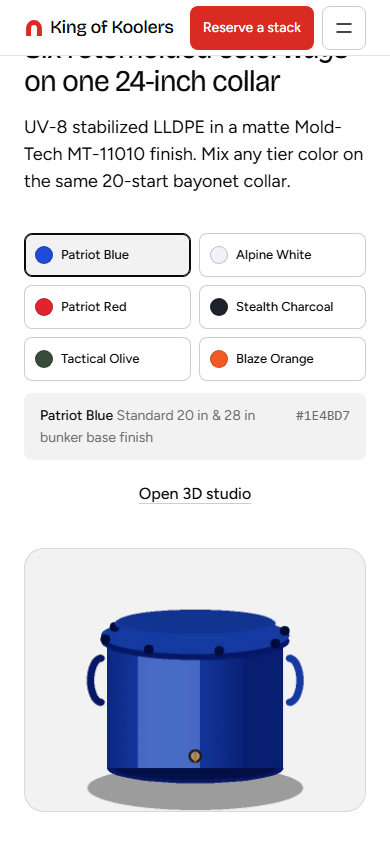 King of Koolers
Reserve a stack
Six rotomolded colorways
on one 24-inch collar
UV-8 stabilized LLDPE in a matte Mold-
Tech MT-11010 finish. Mix any tier color on
the same 20-start bayonet collar.
Patriot Blue
Alpine White
Patriot Red
Stealth Charcoal
Tactical Olive
Blaze Orange
Patriot Blue Standard 20 in & 28 in
bunker base finish
#1E4BD7
Open 3D studio